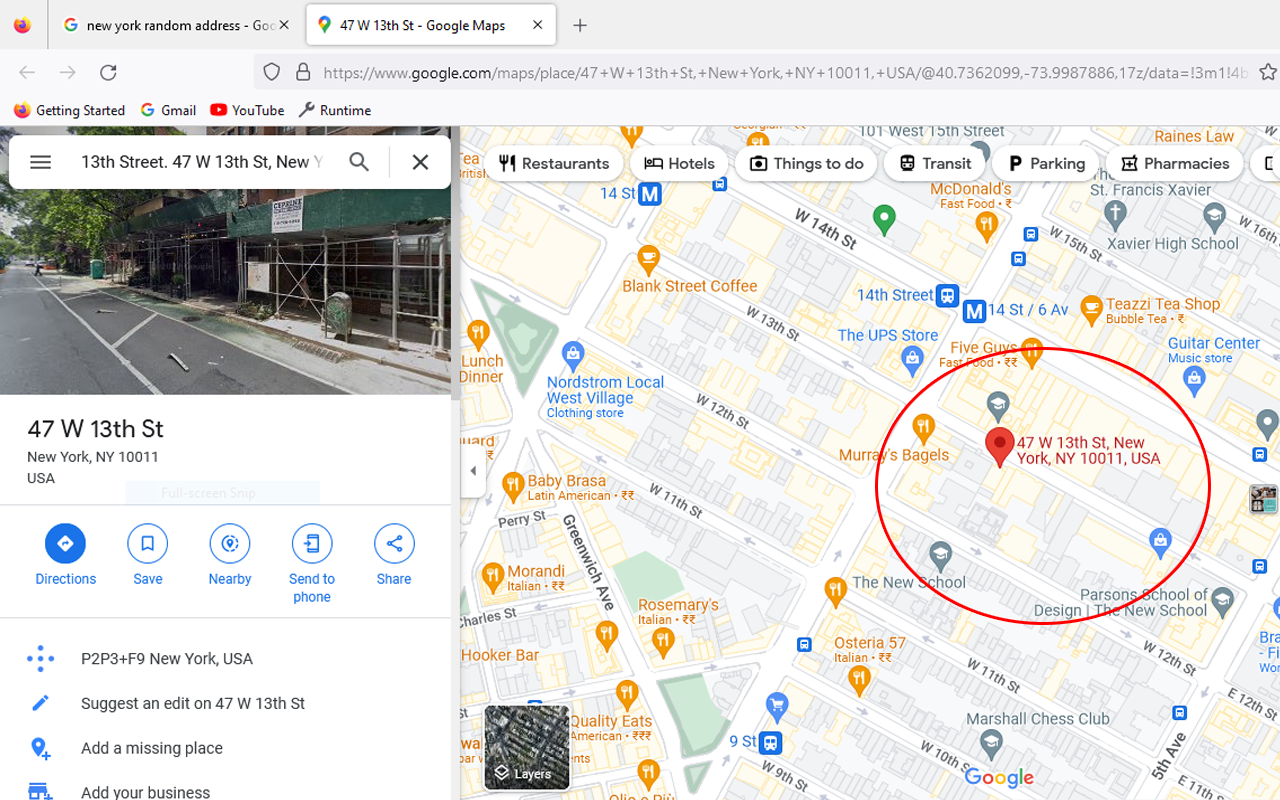 new york random address - Goo
47 W 13th St - Google Maps
https://www.google.com/maps/place/47+W+13th+St,+New+York,+NY+10011,+USA/@40.7362099,-73.9987886,17z/data=!3m1!4b
Getting Started
Gmail
YouTube
Runtime
13th Street. 47 W 13th St, New Y
Restaurants
Hotels
Things to do
Transit
Parking
Pharmacies
47 W 13th St
New York, NY 10011
USA
Full-screen Snip
Directions
Save
Nearby
Send to
phone
Share
P2P3+F9 New York, USA
Suggest an edit on 47 W 13th St
Add a missing place
Add your business
101 West 15th Street
Raines Law
Tea
British
14 St
M
McDonald's
Fast Food • ₹
St. Francis Xavier
W 16th
W 14th St
W 15th St
Xavier High School
Blank Street Coffee
14th Street
M
14 St / 6 Av
Teazzi Tea Shop
Bubble Tea • ₹
W 13th St
The UPS Store
Five Guys
Fast Food • ₹₹
Guitar Center
Music store
Lunch
Dinner
Nordstrom Local
West Village
Clothing store
W 12th St
Murray's Bagels
47 W 13th St, New
York, NY 10011, USA
Baby Brasa
Latin American • ₹₹
W 11th St
Perry St
Greenwich Ave
Morandi
Italian • ₹₹
The New School
Charles St
Rosemary's
Italian • ₹₹
Parsons School of
Design | The New School
Hooker Bar
Osteria 57
Italian • ₹₹
W 12th St
W 11th St
E 12th St
Quality Eats
American • ₹₹₹
Marshall Chess Club
9 St
W 10th St
5th Ave
Layers
W 9th St
Google
E 11th